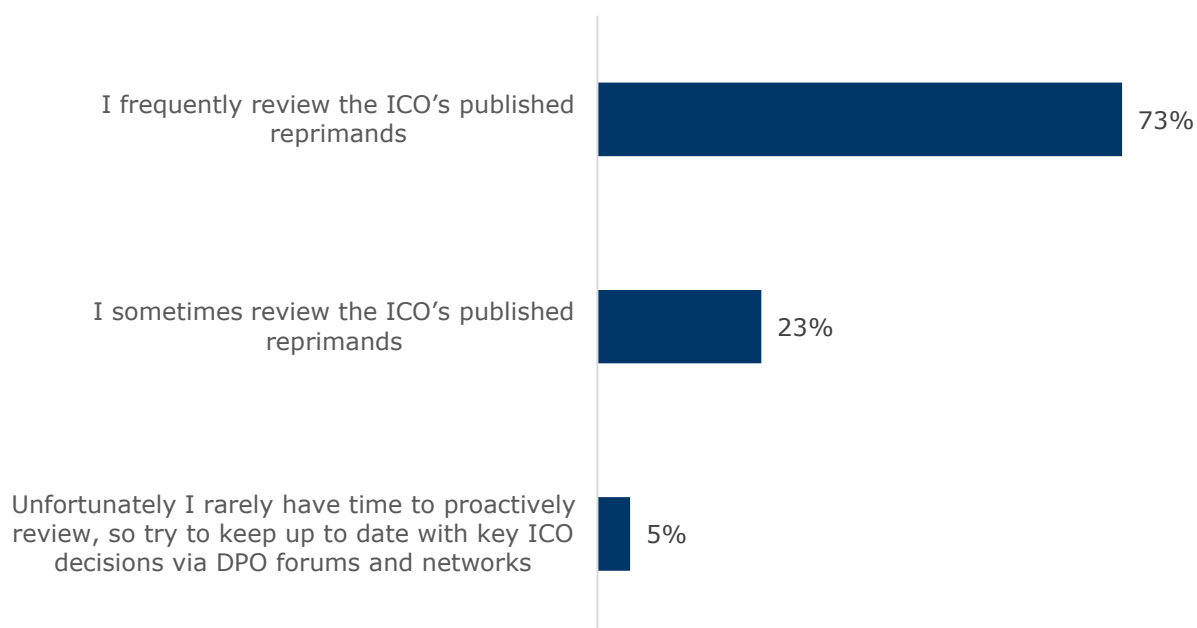 I frequently review the ICO’s published
reprimands
73%
I sometimes review the ICO’s published
reprimands
23%
Unfortunately I rarely have time to proactively
review, so try to keep up to date with key ICO
decisions via DPO forums and networks
5%